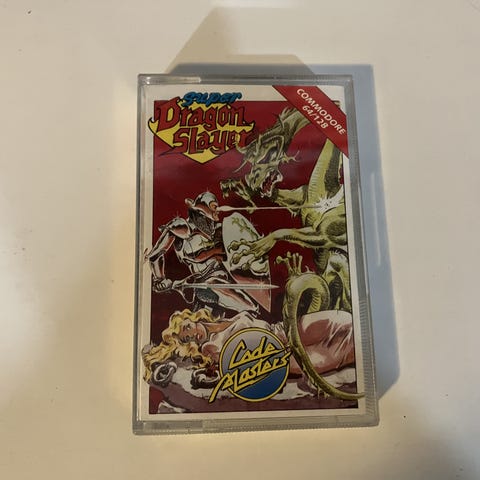 Super
Dragon
Slayer
COMMODORE
64/128
Code
Masters